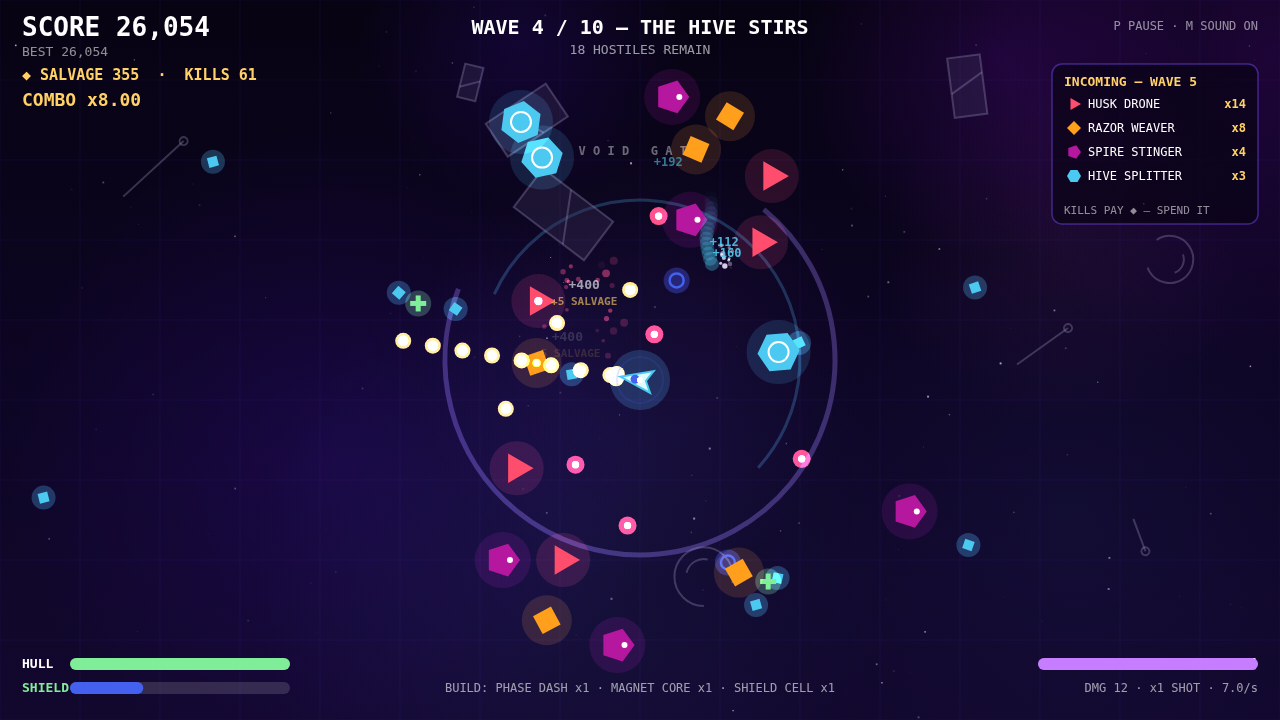 SCORE 26,054
BEST 26,054
◆ SALVAGE 355 · KILLS 61
COMBO x8.00
WAVE 4 / 10 — THE HIVE STIRS
18 HOSTILES REMAIN
P PAUSE · M SOUND ON
INCOMING — WAVE 5
HUSK DRONE x14
RAZOR WEAVER x8
SPIRE STINGER x4
HIVE SPLITTER x3
KILLS PAY ◆ — SPEND IT
VOID GAT
+192
+112
+160
+400
+5 SALVAGE
+400
SALVAGE
HULL
SHIELD
BUILD: PHASE DASH x1 · MAGNET CORE x1 · SHIELD CELL x1
DMG 12 · x1 SHOT · 7.0/s